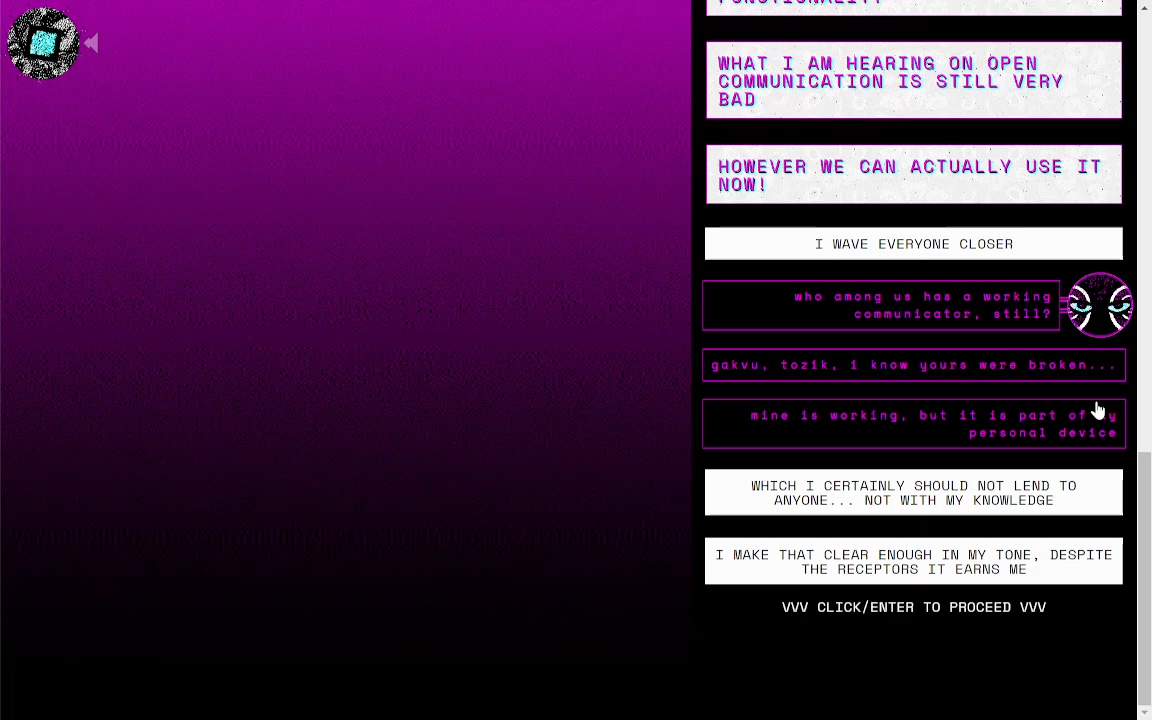 FUNCTIONALITY
WHAT I AM HEARING ON OPEN
COMMUNICATION IS STILL VERY
BAD
HOWEVER WE CAN ACTUALLY USE IT
NOW!
I WAVE EVERYONE CLOSER
who among us has a working
communicator, still?
gakvu, tozik, i know yours were broken...
mine is working, but it is part of my
personal device
WHICH I CERTAINLY SHOULD NOT LEND TO
ANYONE... NOT WITH MY KNOWLEDGE
I MAKE THAT CLEAR ENOUGH IN MY TONE, DESPITE
THE RECEPTORS IT EARNS ME
VVV CLICK/ENTER TO PROCEED VVV